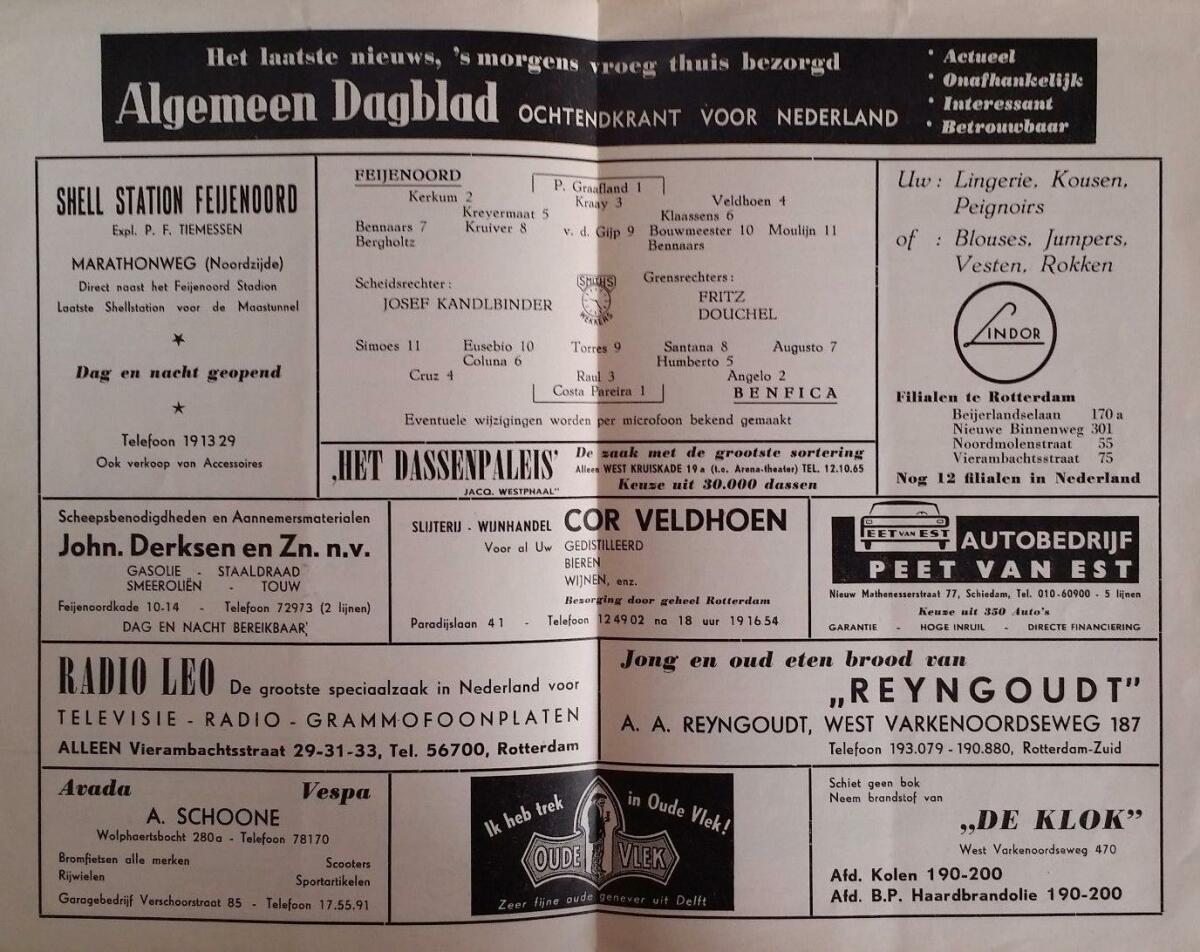 Het laatste nieuws, 's morgens vroeg thuis bezorgd
Algemeen Dagblad OCHTENDKRANT VOOR NEDERLAND
• Actueel
• Onafhankelijk
• Interessant
• Betrouwbaar
SHELL STATION FEIJENOORD
Expl. P. F. TIEMESSEN
MARATHONWEG (Noordzijde)
Direct naast het Feijenoord Stadion
Laatste Shellstation voor de Maastunnel
Dag en nacht geopend
Telefoon 19 13 29
Ook verkoop van Accessoires
FEIJENOORD
P. Graafland 1
Kerkum 2 Kraay 3 Veldhoen 4
Kreyermaat 5 Klaassens 6
Bennaars 7 Kruiver 8 v. d. Gijp 9 Bouwmeester 10 Moulijn 11
Bergholtz Bennaars
Scheidsrechter :
JOSEF KANDLBINDER
SMITHS
WEKKERS
Grensrechters :
FRITZ
DOUCHEL
Simoes 11 Eusebio 10 Torres 9 Santana 8 Augusto 7
Coluna 6 Humberto 5
Cruz 4 Raul 3 Angelo 2
Costa Pareira 1 BENFICA
Eventuele wijzigingen worden per microfoon bekend gemaakt
Uw : Lingerie, Kousen,
Peignoirs
of : Blouses, Jumpers,
Vesten, Rokken
LINDOR
Filialen te Rotterdam
Beijerlandselaan 170 a
Nieuwe Binnenweg 301
Noordmolenstraat 55
Vierambachtsstraat 75
Nog 12 filialen in Nederland
„HET DASSENPALEIS"
JACQ. WESTPHAAL"
De zaak met de grootste sortering
Alleen WEST KRUISKADE 19 a (t.o. Arena-theater) TEL. 12.10.65
Keuze uit 30.000 dassen
Scheepsbenodigdheden en Aannemersmaterialen
John. Derksen en Zn. n.v.
GASOLIE - STAALDRAAD
SMEEROLIËN - TOUW
Feijenoordkade 10-14 - Telefoon 72973 (2 lijnen)
DAG EN NACHT BEREIKBAAR
SLIJTERIJ - WIJNHANDEL COR VELDHOEN
Voor al Uw GEDISTILLEERD
BIEREN
WIJNEN, enz.
Bezorging door geheel Rotterdam
Paradijslaan 41 - Telefoon 12 49 02 na 18 uur 19 16 54
PEET VAN EST
AUTOBEDRIJF
PEET VAN EST
Nieuw Mathenesserstraat 77, Schiedam, Tel. 010-60900 - 5 lijnen
Keuze uit 350 Auto's
GARANTIE - HOGE INRUIL - DIRECTE FINANCIERING
RADIO LEO De grootste speciaalzaak in Nederland voor
TELEVISIE - RADIO - GRAMMOFOONPLATEN
ALLEEN Vierambachtsstraat 29-31-33, Tel. 56700, Rotterdam
Jong en oud eten brood van
„REYNGOUDT"
A. A. REYNGOUDT, WEST VARKENOORDSEWEG 187
Telefoon 193.079 - 190.880, Rotterdam-Zuid
Avada Vespa
A. SCHOONE
Wolphaertsbocht 280a - Telefoon 78170
Bromfietsen alle merken Scooters
Rijwielen Sportartikelen
Garagebedrijf Verschoorstraat 85 - Telefoon 17.55.91
Ik heb trek in Oude Vlek!
OUDE VLEK
Zeer fijne oude genever uit Delft
Schiet geen bok
Neem brandstof van
„DE KLOK"
West Varkenoordseweg 470
Afd. Kolen 190-200
Afd. B.P. Haardbrandolie 190-200